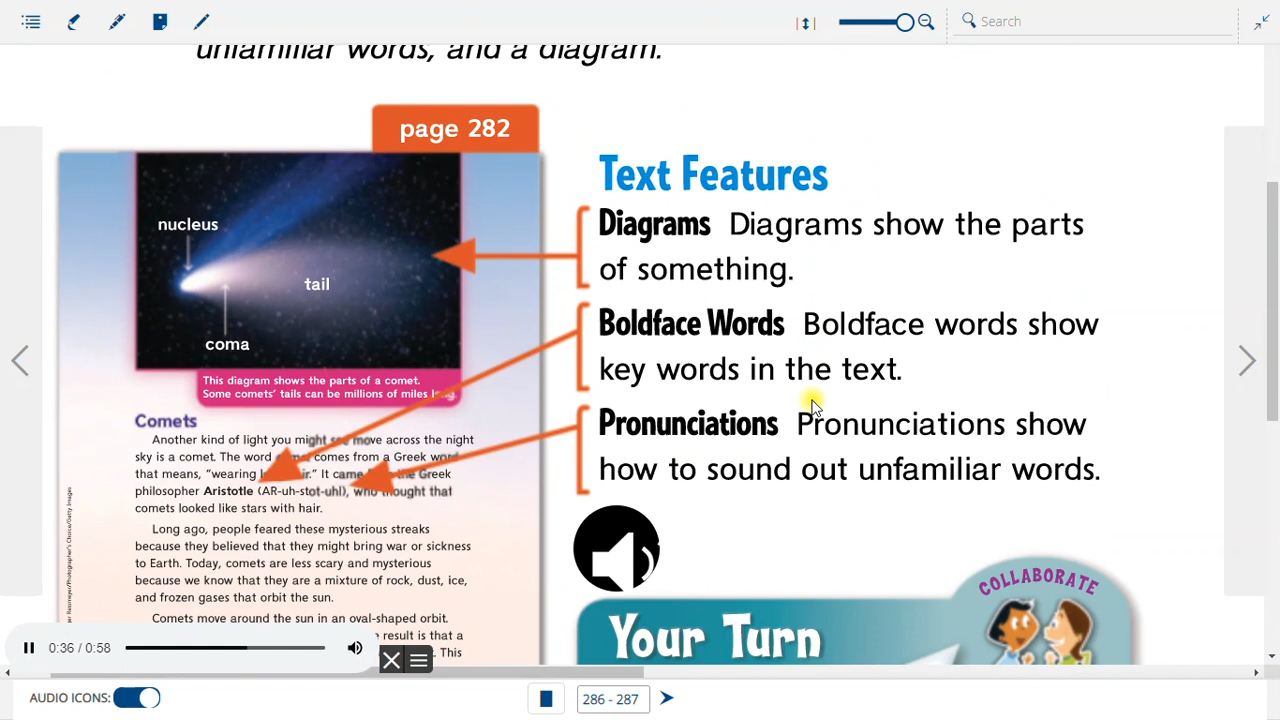 Search
unfamiliar words, and a diagram.
page 282
nucleus
tail
coma
This diagram shows the parts of a comet.
Some comets' tails can be millions of miles long.
Comets
Another kind of light you might see move across the night
sky is a comet. The word comet comes from a Greek word
that means, "wearing long hair." It came from the Greek
philosopher Aristotle (AR-uh-stot-uhl), who thought that
comets looked like stars with hair.
Long ago, people feared these mysterious streaks
because they believed that they might bring war or sickness
to Earth. Today, comets are less scary and mysterious
because we know that they are a mixture of rock, dust, ice,
and frozen gases that orbit the sun.
Comets move around the sun in an oval-shaped orbit.
result is that a
This
Text Features
Diagrams Diagrams show the parts
of something.
Boldface Words Boldface words show
key words in the text.
Pronunciations Pronunciations show
how to sound out unfamiliar words.
COLLABORATE
Your Turn
0:36 / 0:58
AUDIO ICONS:
286 - 287